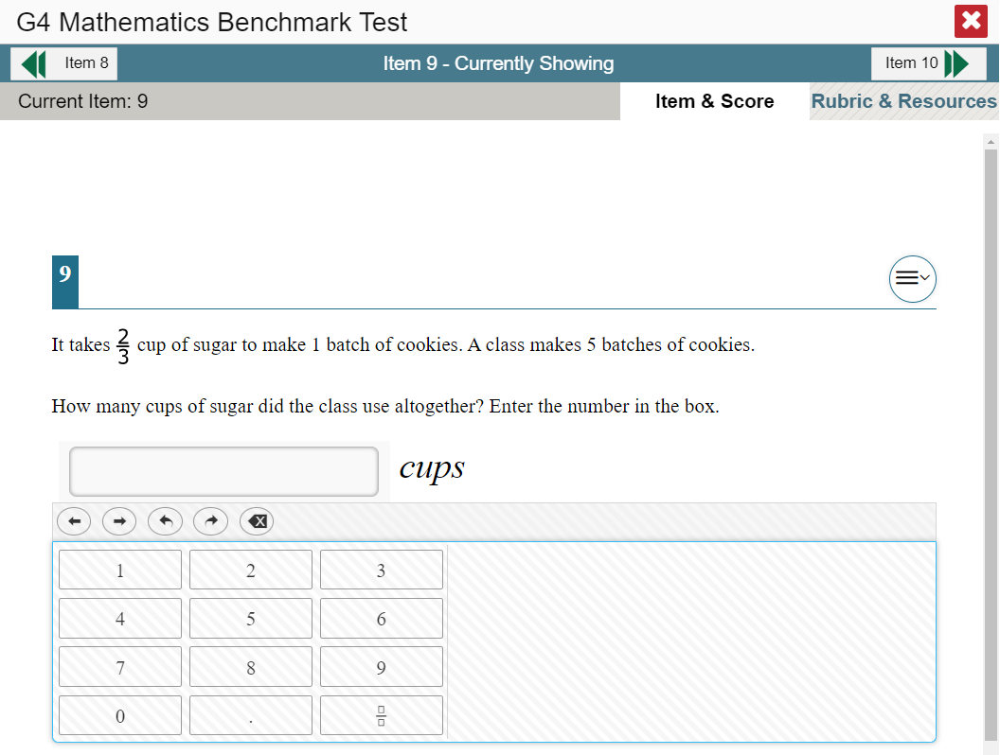 G4 Mathematics Benchmark Test
Item 8
Item 9 - Currently Showing
Item 10
Current Item: 9
Item & Score
Rubric & Resources
9
It takes 2/3 cup of sugar to make 1 batch of cookies. A class makes 5 batches of cookies.
How many cups of sugar did the class use altogether? Enter the number in the box.
cups
1 2 3
4 5 6
7 8 9
0 .